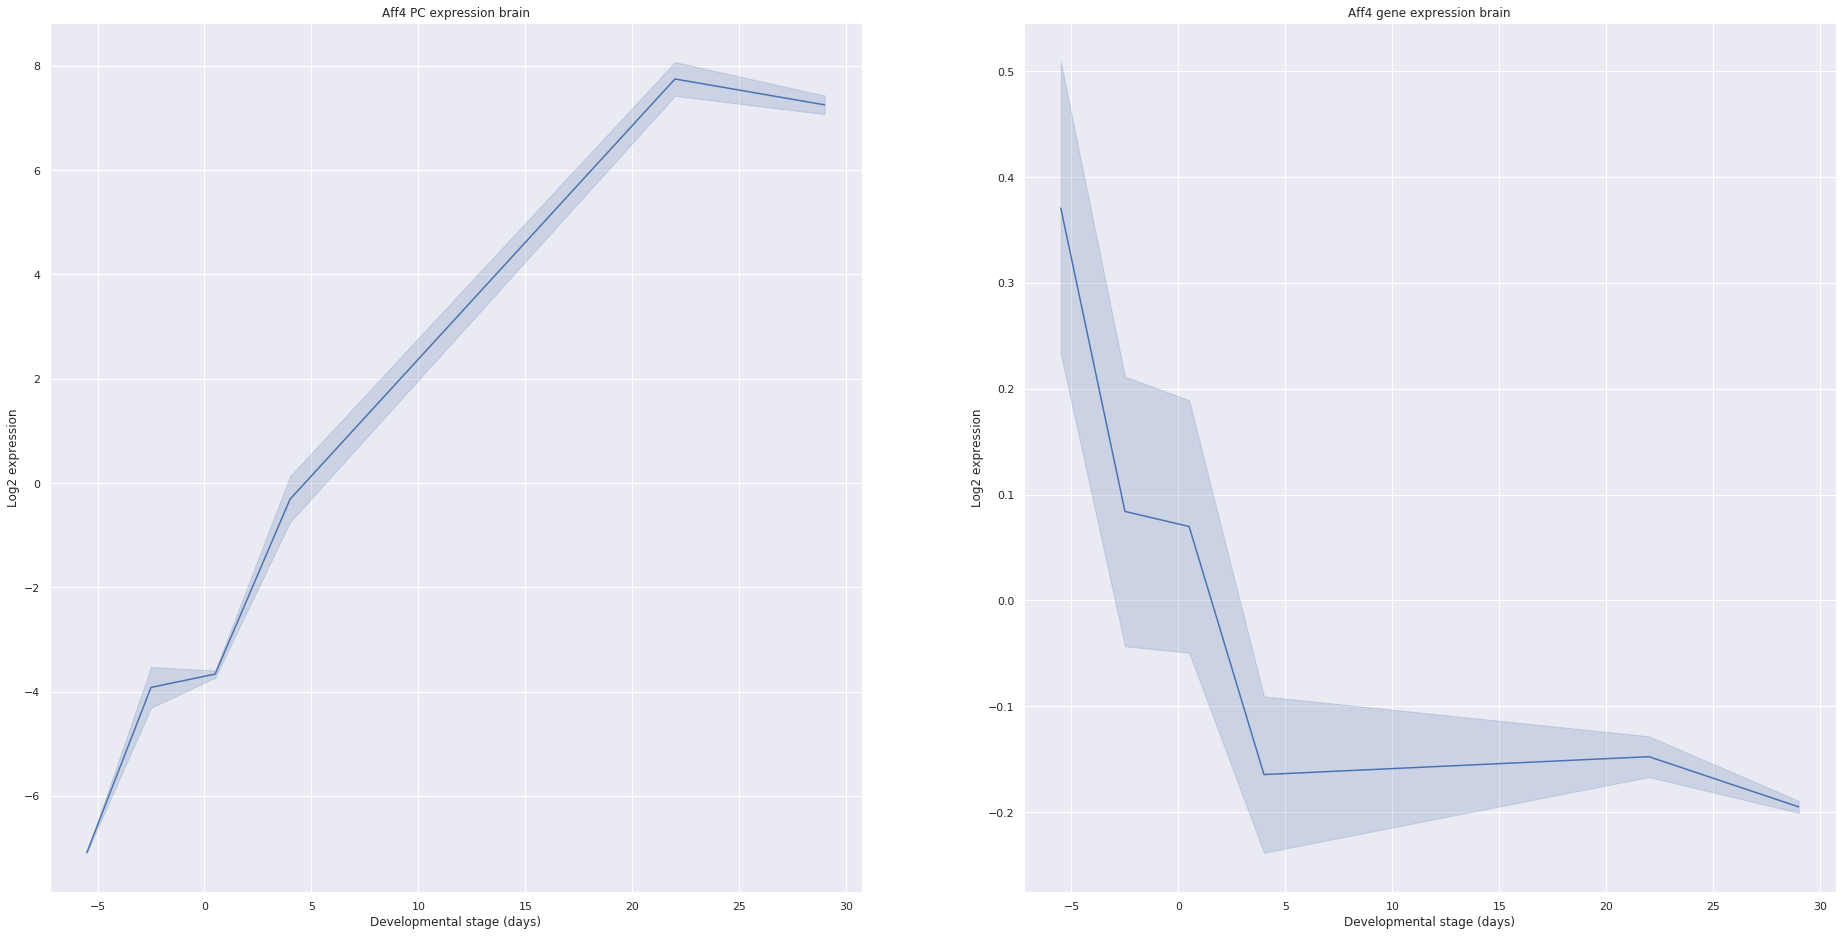 Aff4 PC expression brain
Log2 expression
8
6
4
2
0
−2
−4
−6
−5 0 5 10 15 20 25 30
Developmental stage (days)
Aff4 gene expression brain
Log2 expression
0.5
0.4
0.3
0.2
0.1
0.0
−0.1
−0.2
−5 0 5 10 15 20 25 30
Developmental stage (days)